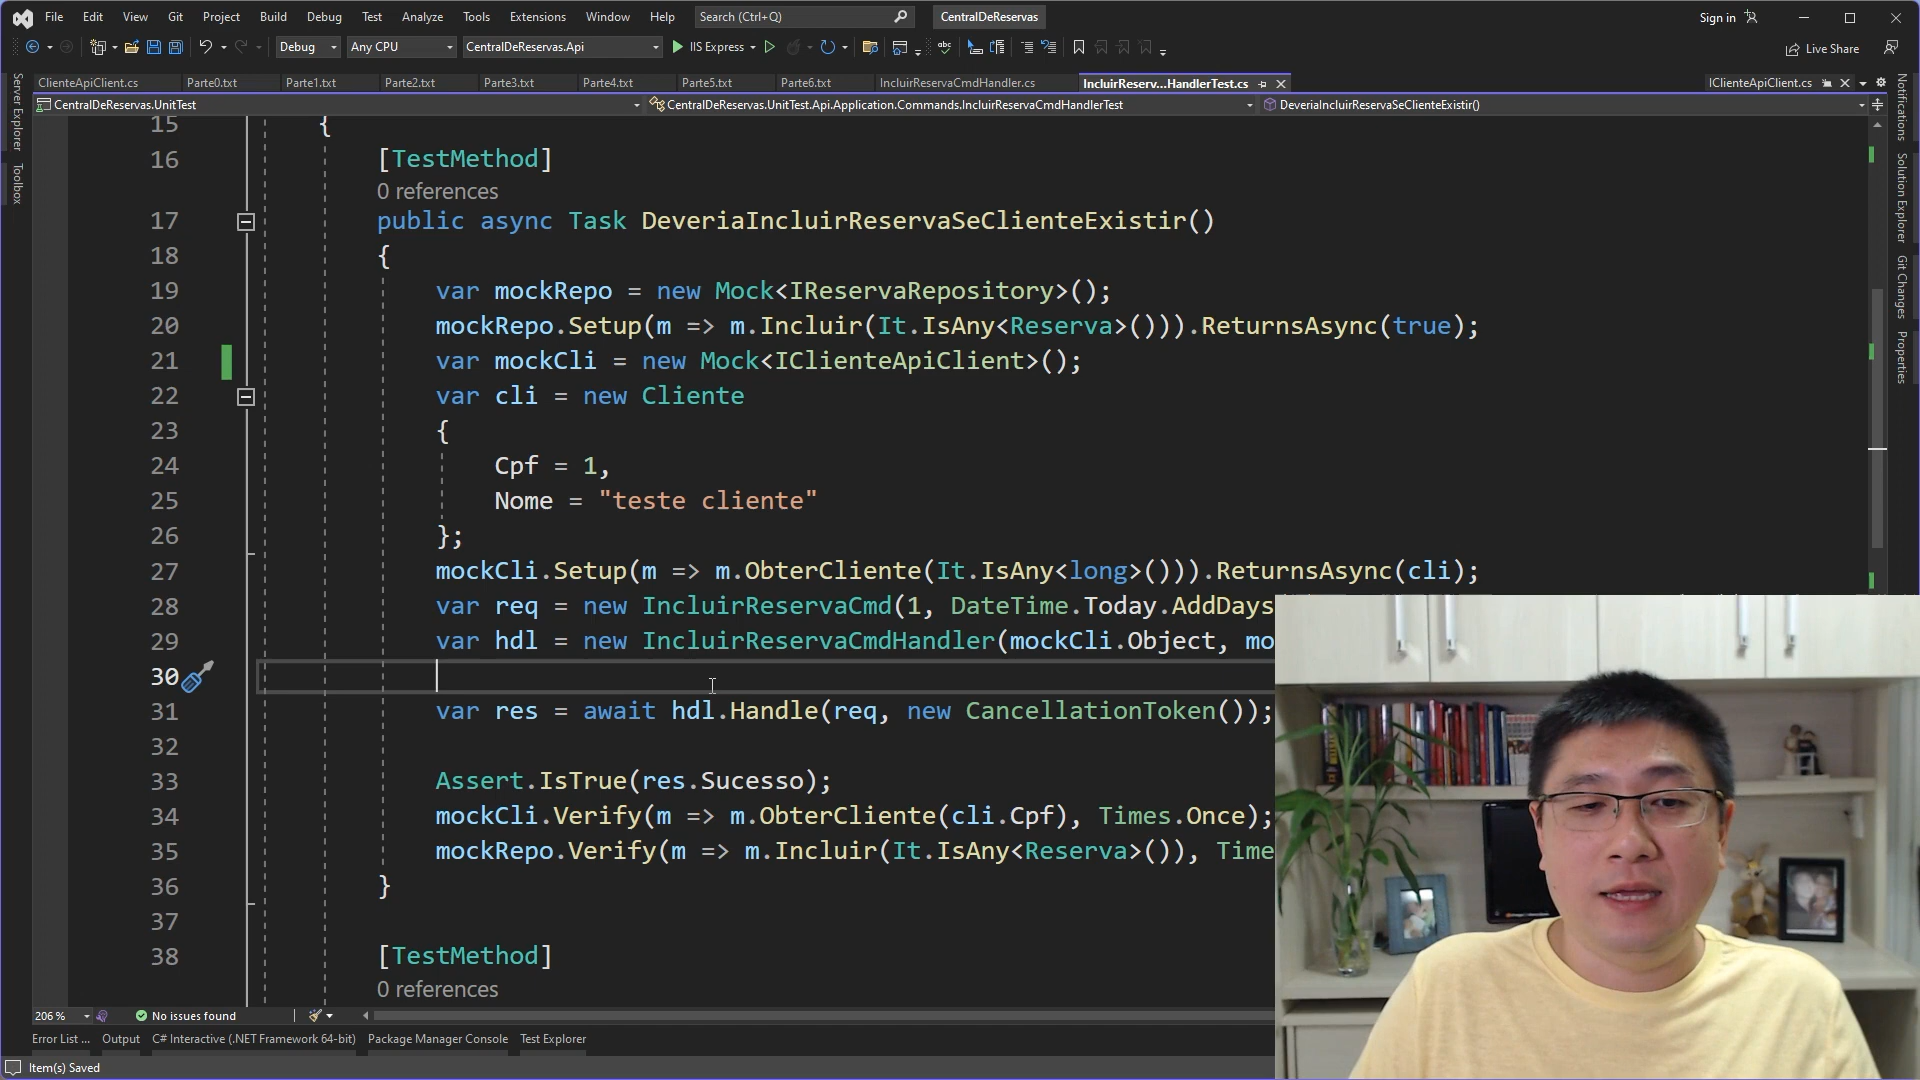 File Edit View Git Project Build Debug Test Analyze Tools Extensions Window Help Search (Ctrl+Q) CentralDeReservas Sign in
Debug Any CPU CentralDeReservas.Api IIS Express Live Share
ClienteApiClient.cs Parte0.txt Parte1.txt Parte2.txt Parte3.txt Parte4.txt Parte5.txt Parte6.txt IncluirReservaCmdHandler.cs IncluirReserv...HandlerTest.cs IClienteApiClient.cs
CentralDeReservas.UnitTest CentralDeReservas.UnitTest.Api.Application.Commands.IncluirReservaCmdHandlerTest DeveriaIncluirReservaSeClienteExistir()
Server Explorer
Toolbox
15 {
16 [TestMethod]
0 references
17 public async Task DeveriaIncluirReservaSeClienteExistir()
18 {
19 var mockRepo = new Mock<IReservaRepository>();
20 mockRepo.Setup(m => m.Incluir(It.IsAny<Reserva>())).ReturnsAsync(true);
21 var mockCli = new Mock<IClienteApiClient>();
22 var cli = new Cliente
23 {
24 Cpf = 1,
25 Nome = "teste cliente"
26 };
27 mockCli.Setup(m => m.ObterCliente(It.IsAny<long>())).ReturnsAsync(cli);
28 var req = new IncluirReservaCmd(1, DateTime.Today.AddDays
29 var hdl = new IncluirReservaCmdHandler(mockCli.Object, mo
30
31 var res = await hdl.Handle(req, new CancellationToken());
32
33 Assert.IsTrue(res.Sucesso);
34 mockCli.Verify(m => m.ObterCliente(cli.Cpf), Times.Once);
35 mockRepo.Verify(m => m.Incluir(It.IsAny<Reserva>()), Time
36 }
37
38 [TestMethod]
0 references
Notifications
Solution Explorer
Git Changes
Properties
206 % No issues found
Error List ... Output C# Interactive (.NET Framework 64-bit) Package Manager Console Test Explorer
Item(s) Saved